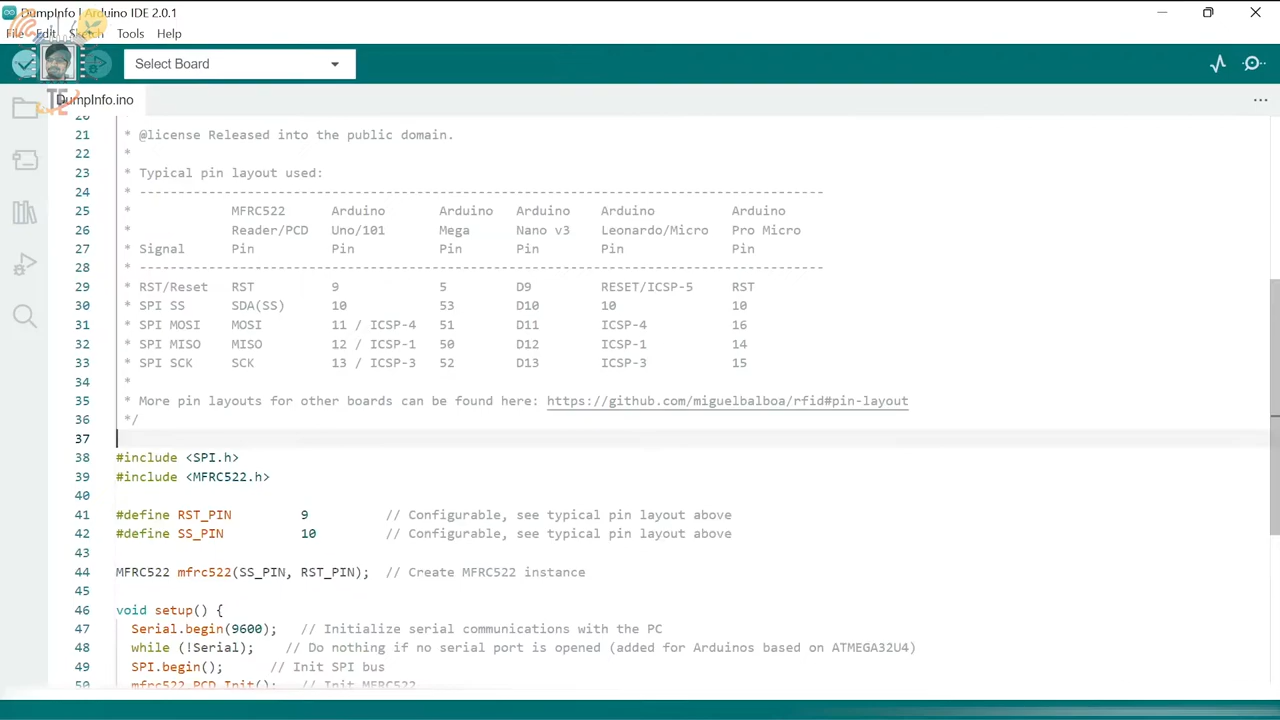 DumpInfo | Arduino IDE 2.0.1
File Edit Sketch Tools Help
Select Board
DumpInfo.ino
TE
20
21 * @license Released into the public domain.
22 *
23 * Typical pin layout used:
24 * -----------------------------------------------------------------------------------------
25 * MFRC522 Arduino Arduino Arduino Arduino Arduino
26 * Reader/PCD Uno/101 Mega Nano v3 Leonardo/Micro Pro Micro
27 * Signal Pin Pin Pin Pin Pin Pin
28 * -----------------------------------------------------------------------------------------
29 * RST/Reset RST 9 5 D9 RESET/ICSP-5 RST
30 * SPI SS SDA(SS) 10 53 D10 10 10
31 * SPI MOSI MOSI 11 / ICSP-4 51 D11 ICSP-4 16
32 * SPI MISO MISO 12 / ICSP-1 50 D12 ICSP-1 14
33 * SPI SCK SCK 13 / ICSP-3 52 D13 ICSP-3 15
34 *
35 * More pin layouts for other boards can be found here: https://github.com/miguelbalboa/rfid#pin-layout
36 */
37
38 #include <SPI.h>
39 #include <MFRC522.h>
40
41 #define RST_PIN 9 // Configurable, see typical pin layout above
42 #define SS_PIN 10 // Configurable, see typical pin layout above
43
44 MFRC522 mfrc522(SS_PIN, RST_PIN); // Create MFRC522 instance
45
46 void setup() {
47 Serial.begin(9600); // Initialize serial communications with the PC
48 while (!Serial); // Do nothing if no serial port is opened (added for Arduinos based on ATMEGA32U4)
49 SPI.begin(); // Init SPI bus
50 mfrc522.PCD_Init(); // Init MFRC522